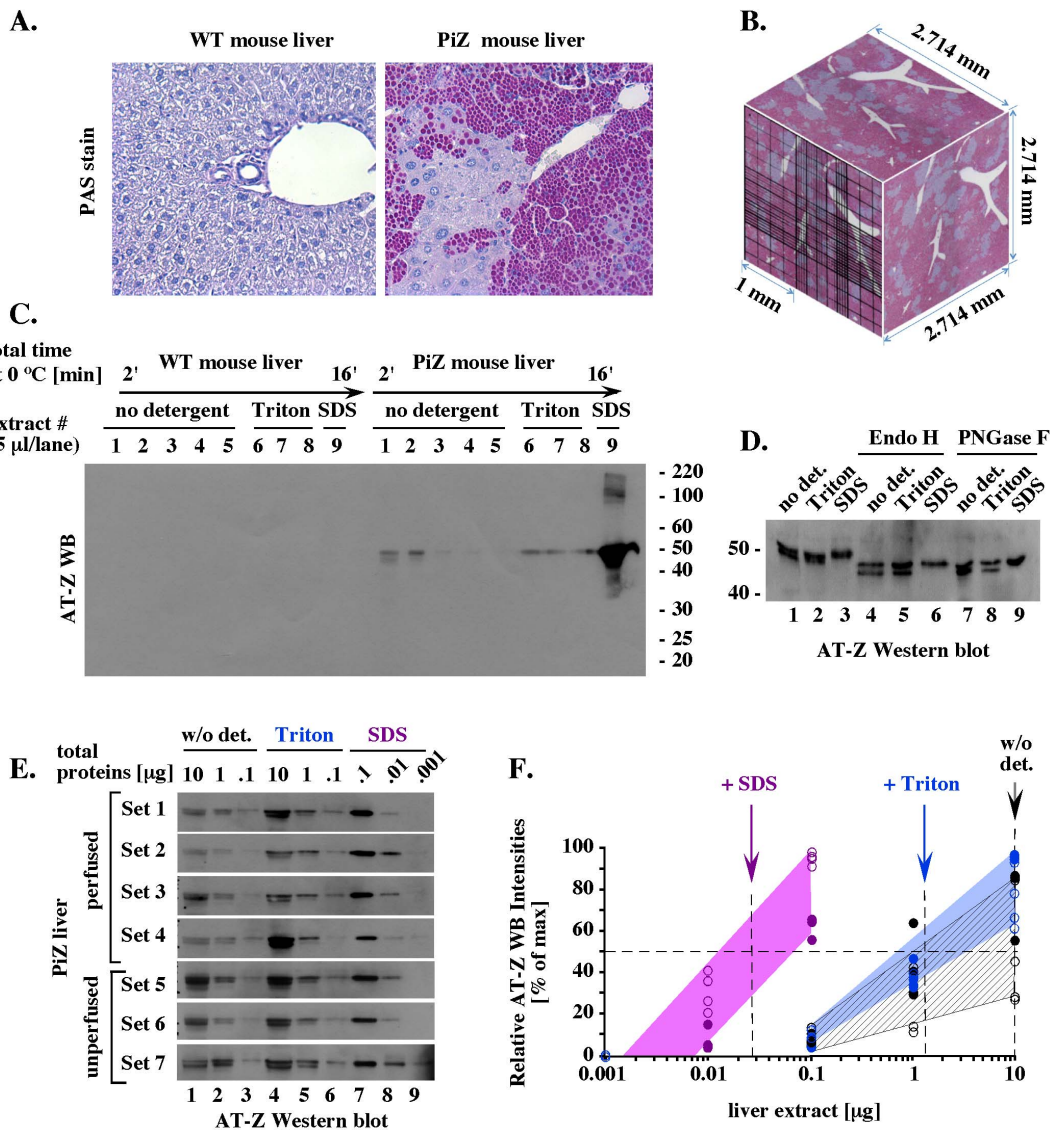 A.
WT mouse liver
PiZ mouse liver
PAS stain
B.
2.714 mm
2.714 mm
2.714 mm
1 mm
C.
otal time
t 0 ºC [min]
WT mouse liver
PiZ mouse liver
2' 16' 2' 16'
no detergent Triton SDS no detergent Triton SDS
xtract #
5 µl/lane)
1 2 3 4 5 6 7 8 9 1 2 3 4 5 6 7 8 9
AT-Z WB
- 220
- 100
- 60
- 50
- 40
- 30
- 25
- 20
D.
Endo H PNGase F
no det. Triton SDS no det. Triton SDS no det. Triton SDS
50 -
40 -
1 2 3 4 5 6 7 8 9
AT-Z Western blot
E.
w/o det. Triton SDS
total
proteins [µg]
10 1 .1 10 1 .1 .1 .01 .001
PiZ liver
perfused
unperfused
Set 1
Set 2
Set 3
Set 4
Set 5
Set 6
Set 7
1 2 3 4 5 6 7 8 9
AT-Z Western blot
F.
+ SDS
+ Triton
w/o
det.
Relative AT-Z WB Intensities
[% of max]
100
80
60
40
20
0
0.001 0.01 0.1 1 10
liver extract [µg]